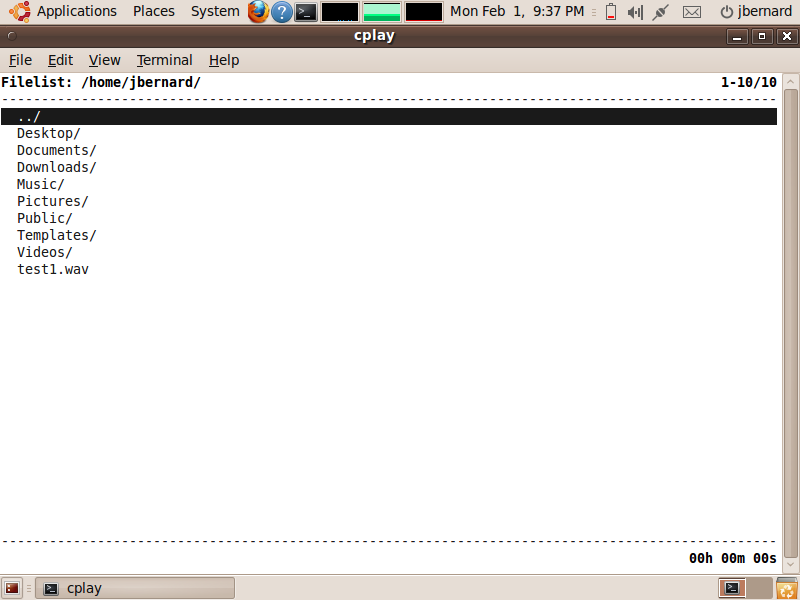 Applications Places System ? >_ Mon Feb 1, 9:37 PM jbernard
cplay
File Edit View Terminal Help
Filelist: /home/jbernard/ 1-10/10
-------------------------------------------------------------------------------------------------
../
Desktop/
Documents/
Downloads/
Music/
Pictures/
Public/
Templates/
Videos/
test1.wav
-------------------------------------------------------------------------------------------------
00h 00m 00s
cplay